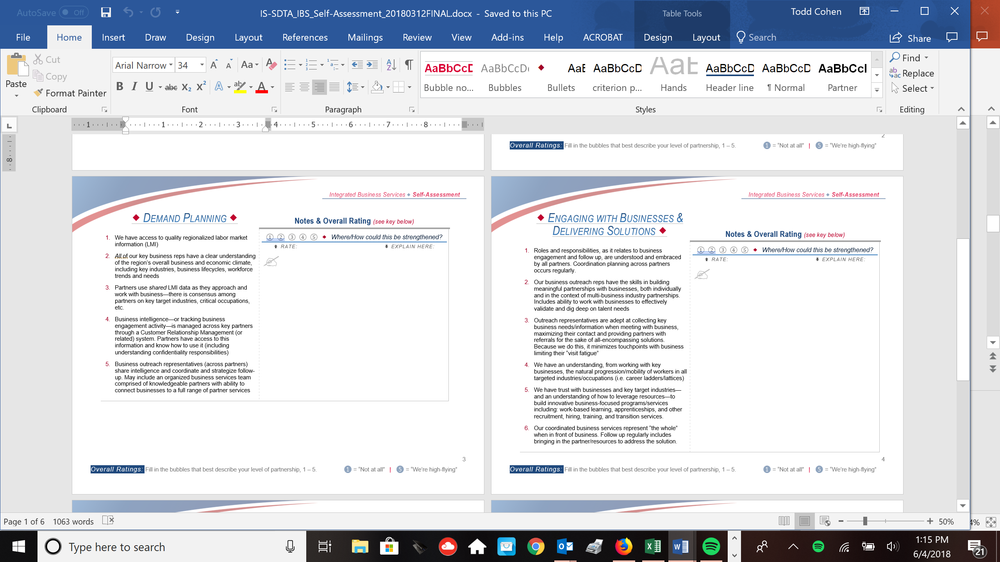 AutoSave Off
IS-SDTA_IBS_Self-Assessment_20180312FINAL.docx - Saved to this PC
Table Tools
Todd Cohen
File Home Insert Draw Design Layout References Mailings Review View Add-ins Help ACROBAT Design Layout Search Share
Paste
Cut
Copy
Format Painter
Clipboard
Arial Narrow 34
Font
Paragraph
AaBbCcD AaBbCcDc AaB AaBbCcD AaB AaBbCcD AaBbCcD AaBbCcI
Bubble no... Bubbles Bullets criterion p... Hands Header line ¶ Normal Partner
Styles
Find
Replace
Select
Editing
1 1 2 3 4 5 6 7 8
8
2
Overall Ratings: Fill in the bubbles that best describe your level of partnership, 1 – 5. 1 = “Not at all” | 5 = “We’re high-flying”
Integrated Business Services ◆ Self-Assessment
◆ DEMAND PLANNING ◆
Notes & Overall Rating (see key below)
① ② ③ ④ ⑤ ◆ Where/How could this be strengthened?
RATE: EXPLAIN HERE:
1. We have access to quality regionalized labor market
information (LMI)
2. All of our key business reps have a clear understanding
of the region’s overall business and economic climate,
including key industries, business lifecycles, workforce
trends and needs
3. Partners use shared LMI data as they approach and
work with business—there is consensus among
partners on key target industries, critical occupations,
etc.
4. Business intelligence—or tracking business
engagement activity—is managed across key partners
through a Customer Relationship Management (or
related) system. Partners have access to this
information and know how to use it (including
understanding confidentiality responsibilities)
5. Business outreach representatives (across partners)
share intelligence and coordinate and strategize follow-
up. May include an organized business services team
comprised of knowledgeable partners with ability to
connect businesses to a full range of partner services
3
Overall Ratings: Fill in the bubbles that best describe your level of partnership, 1 – 5. 1 = “Not at all” | 5 = “We’re high-flying”
Integrated Business Services ◆ Self-Assessment
◆ ENGAGING WITH BUSINESSES &
DELIVERING SOLUTIONS ◆
Notes & Overall Rating (see key below)
① ② ③ ④ ⑤ ◆ Where/How could this be strengthened?
RATE: EXPLAIN HERE:
1. Roles and responsibilities, as it relates to business
engagement and follow up, are understood and embraced
by all partners. Coordination planning across partners
occurs regularly.
2. Our business outreach reps have the skills in building
meaningful partnerships with businesses, both individually
and in the context of multi-business industry partnerships.
Includes ability to work with businesses to effectively
validate and dig deep on talent needs
3. Outreach representatives are adept at collecting key
business needs/information when meeting with business,
maximizing their contact and providing partners with
referrals for the sake of all-encompassing solutions.
Because we do this, it minimizes touchpoints with business
limiting their “visit fatigue”
4. We have an understanding, from working with key
businesses, the natural progression/mobility of workers in all
targeted industries/occupations (i.e. career ladders/lattices)
5. We have trust with businesses and key target industries—
and an understanding of how to leverage resources—to
build innovative business-focused programs/services
including: work-based learning, apprenticeships, and other
recruitment, hiring, training, and transition services.
6. Our coordinated business services represent “the whole”
when in front of business. Follow up regularly includes
bringing in the partner/resources to address the solution.
4
Overall Ratings: Fill in the bubbles that best describe your level of partnership, 1 – 5. 1 = “Not at all” | 5 = “We’re high-flying”
Page 1 of 6 1063 words
50%
4%
Type here to search
1:15 PM
6/4/2018
21